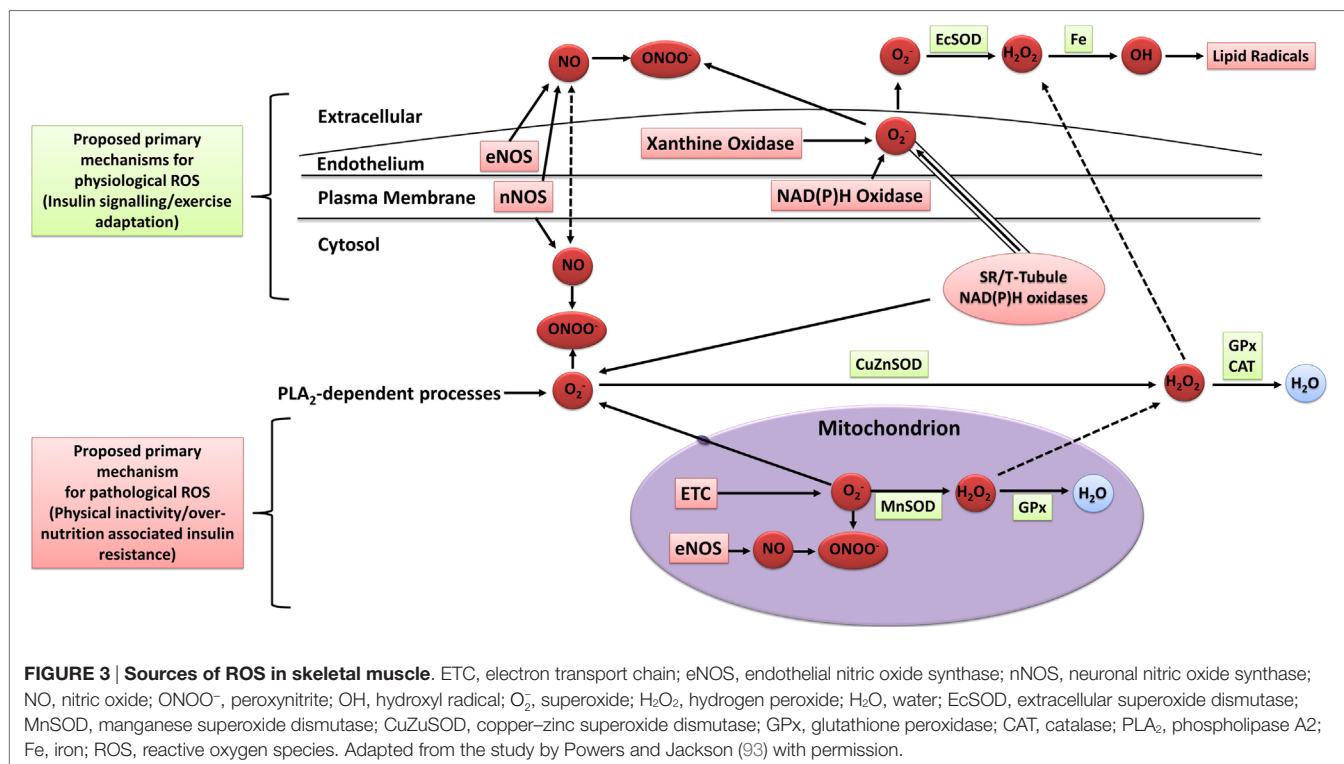 EcSOD
Fe
NO
ONOO⁻
O₂⁻
H₂O₂
OH
Lipid Radicals
Proposed primary
mechanisms for
physiological ROS
(Insulin signalling/exercise
adaptation)
Extracellular
Endothelium
Plasma Membrane
Cytosol
eNOS
nNOS
Xanthine Oxidase
O₂⁻
NAD(P)H Oxidase
NO
SR/T-Tubule
NAD(P)H oxidases
ONOO⁻
PLA₂-dependent processes
O₂⁻
CuZnSOD
H₂O₂
GPx
CAT
H₂O
Proposed primary
mechanism
for pathological ROS
(Physical inactivity/over-
nutrition associated insulin
resistance)
Mitochondrion
ETC
O₂⁻
MnSOD
H₂O₂
GPx
H₂O
eNOS
NO
ONOO⁻
FIGURE 3 | Sources of ROS in skeletal muscle. ETC, electron transport chain; eNOS, endothelial nitric oxide synthase; nNOS, neuronal nitric oxide synthase;
NO, nitric oxide; ONOO⁻, peroxynitrite; OH, hydroxyl radical; O₂⁻, superoxide; H₂O₂, hydrogen peroxide; H₂O, water; EcSOD, extracellular superoxide dismutase;
MnSOD, manganese superoxide dismutase; CuZuSOD, copper–zinc superoxide dismutase; GPx, glutathione peroxidase; CAT, catalase; PLA₂, phospholipase A2;
Fe, iron; ROS, reactive oxygen species. Adapted from the study by Powers and Jackson (93) with permission.